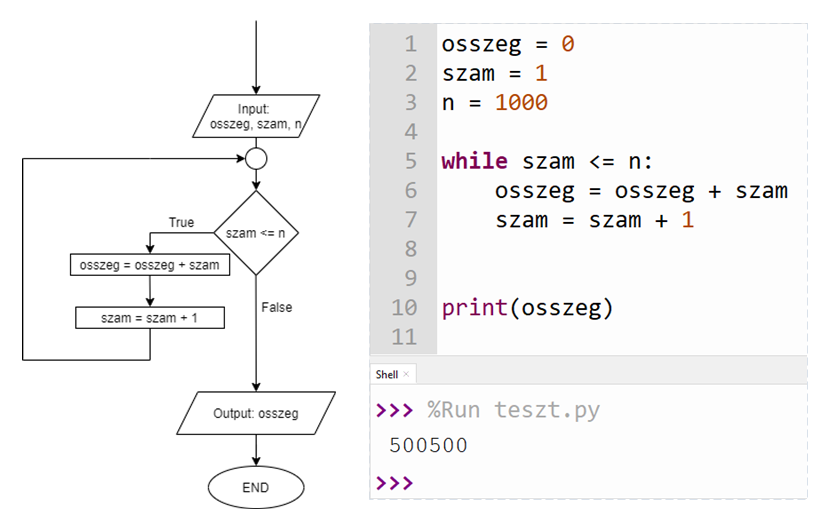 Input:
osszeg, szam, n
szam <= n
True
osszeg = osszeg + szam
szam = szam + 1
False
Output: osszeg
END
1 osszeg = 0
2 szam = 1
3 n = 1000
4
5 while szam <= n:
6     osszeg = osszeg + szam
7     szam = szam + 1
8
9
10 print(osszeg)
11
Shell ×
>>> %Run teszt.py
500500
>>>